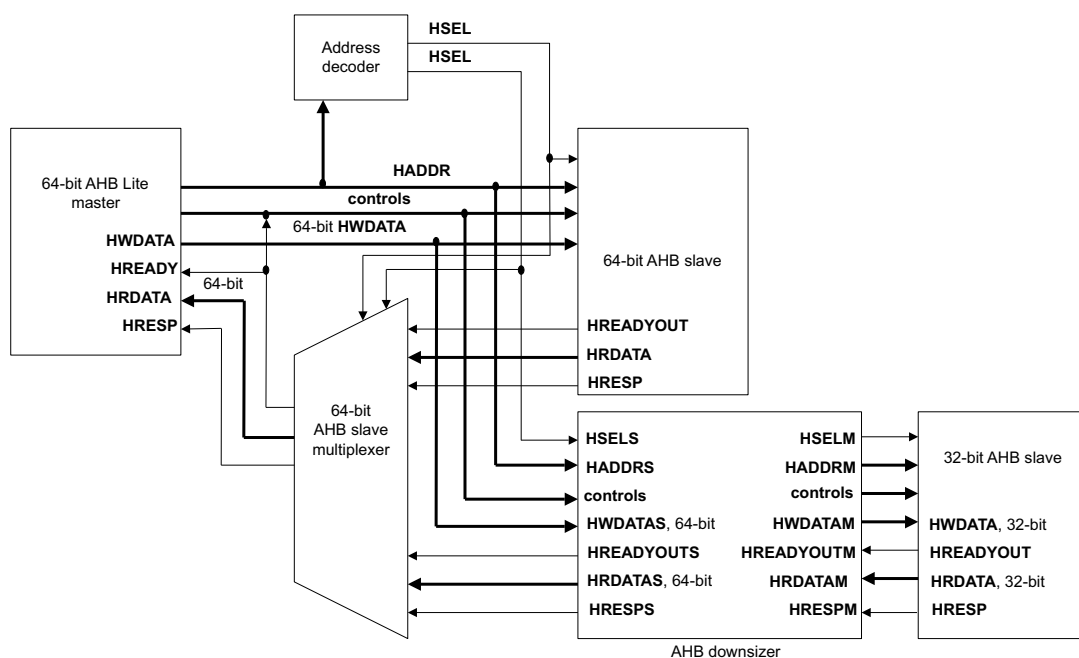 Address
decoder
HSEL
HSEL
64-bit AHB Lite
master
HADDR
controls
64-bit HWDATA
HWDATA
HREADY
64-bit
HRDATA
HRESP
64-bit AHB slave
HREADYOUT
HRDATA
HRESP
64-bit
AHB slave
multiplexer
HSELS
HADDRS
controls
HWDATAS, 64-bit
HREADYOUTS
HRDATAS, 64-bit
HRESPS
HSELM
HADDRM
controls
HWDATAM
HREADYOUTM
HRDATAM
HRESPM
AHB downsizer
32-bit AHB slave
HWDATA, 32-bit
HREADYOUT
HRDATA, 32-bit
HRESP